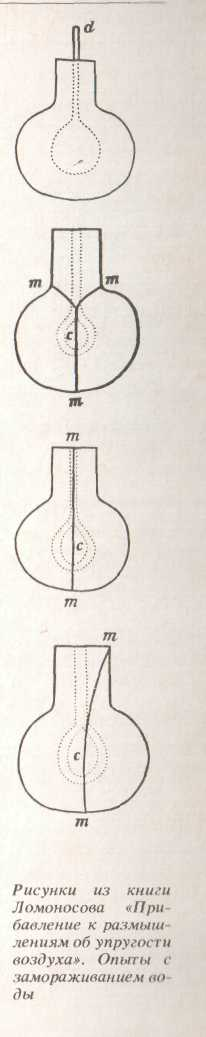 d
m m
c
m
m
c
m
m
c
m
Рисунки из книги
Ломоносова «При-
бавление к размыш-
лениям об упругости
воздуха». Опыты с
замораживанием во-
ды